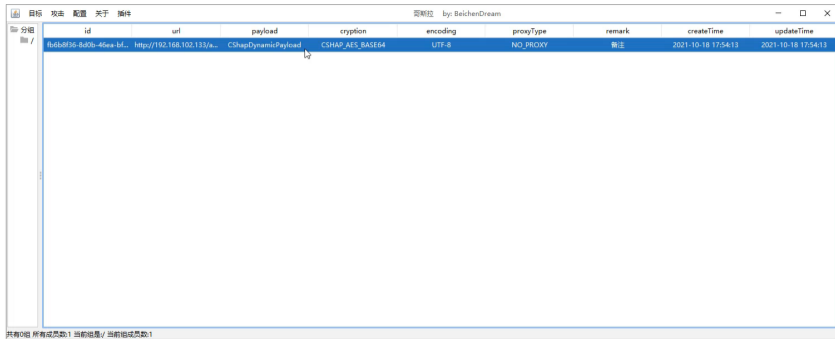 目标 攻击 配置 关于 插件 哥斯拉 by: BeichenDream
分组 id url payload cryption encoding proxyType remark createTime updateTime
/ fb6b8f36-8d0b-46ea-bf... http://192.168.102.133/a... CShapDynamicPayload CSHAP_AES_BASE64 UTF-8 NO_PROXY 备注 2021-10-18 17:54:13 2021-10-18 17:54:13
共有0组 所有成员数:1 当前组是:/ 当前组成员数:1